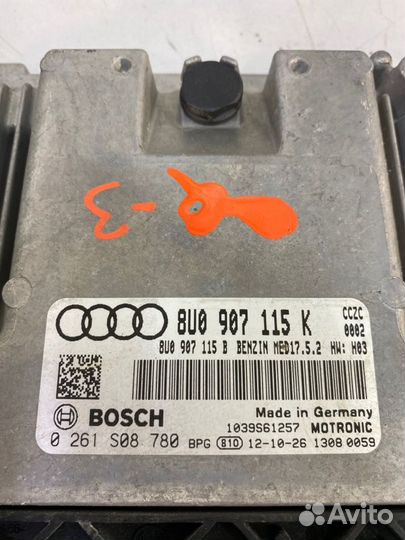 8U0 907 115 K
CCZC
0002
8U0 907 115 B BENZIN MED17.5.2 HW: H03
BOSCH
Made in Germany
1039S61257 MOTRONIC
0 261 S08 780 BPG 810 12-10-26 1308 0059
Avito